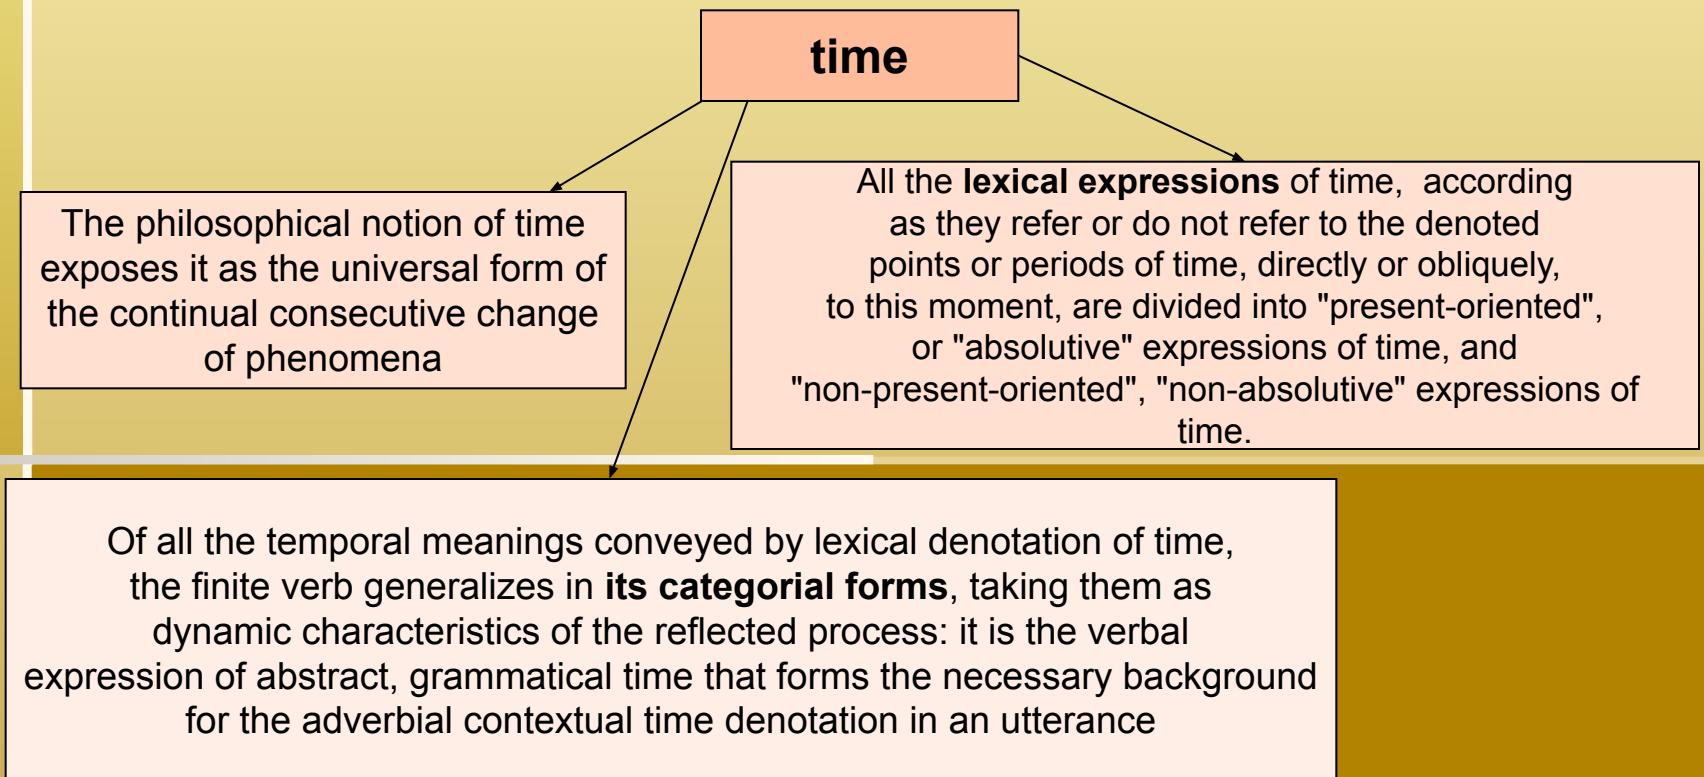 time
The philosophical notion of time
exposes it as the universal form of
the continual consecutive change
of phenomena
All the lexical expressions of time, according
as they refer or do not refer to the denoted
points or periods of time, directly or obliquely,
to this moment, are divided into "present-oriented",
or "absolutive" expressions of time, and
"non-present-oriented", "non-absolutive" expressions of
time.
Of all the temporal meanings conveyed by lexical denotation of time,
the finite verb generalizes in its categorial forms, taking them as
dynamic characteristics of the reflected process: it is the verbal
expression of abstract, grammatical time that forms the necessary background
for the adverbial contextual time denotation in an utterance